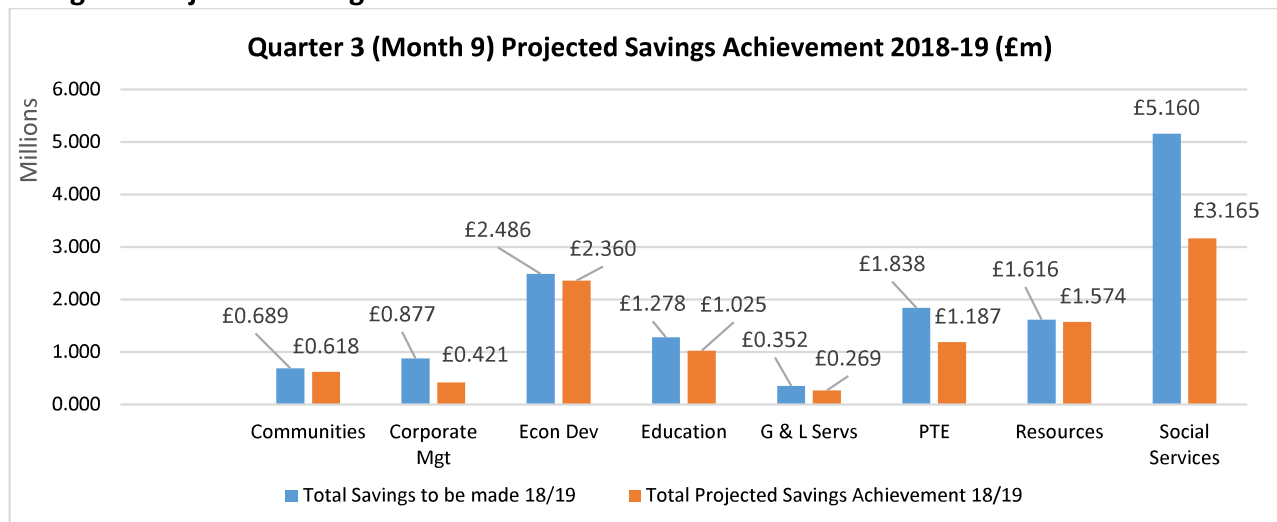 Quarter 3 (Month 9) Projected Savings Achievement 2018-19 (£m)
Millions
6.000
5.000
4.000
3.000
2.000
1.000
0.000
£0.689
£0.618
£0.877
£0.421
£2.486
£2.360
£1.278
£1.025
£0.352
£0.269
£1.838
£1.187
£1.616
£1.574
£5.160
£3.165
Communities
Corporate
Mgt
Econ Dev
Education
G & L Servs
PTE
Resources
Social
Services
Total Savings to be made 18/19
Total Projected Savings Achievement 18/19